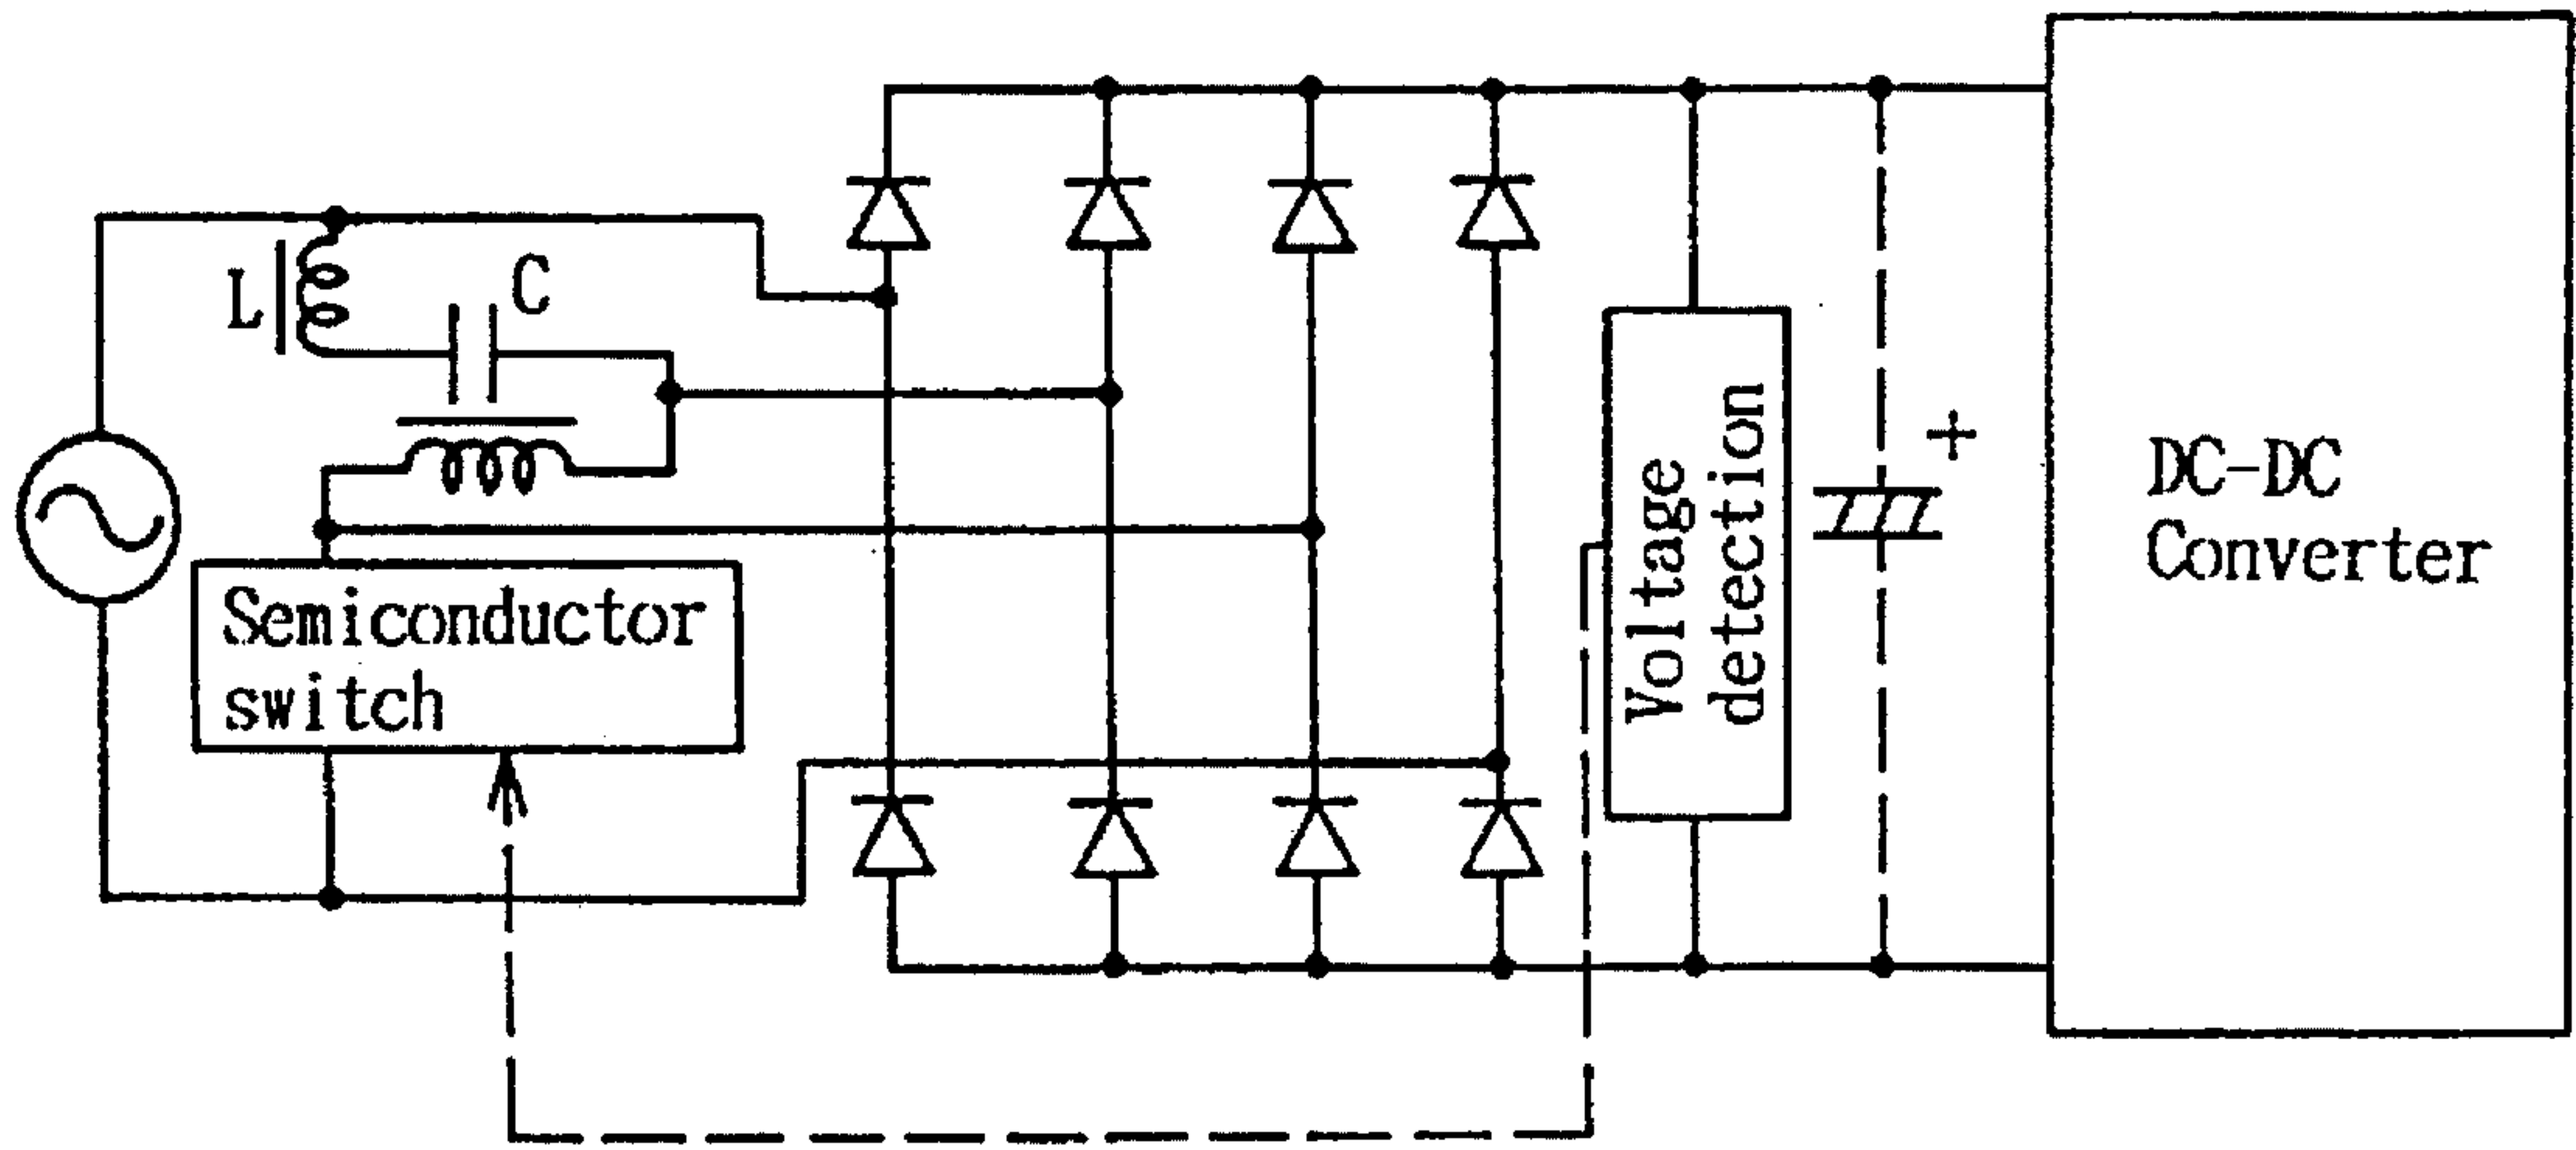 L
C
Semiconductor
switch
Voltage
detection
+
DC-DC
Converter